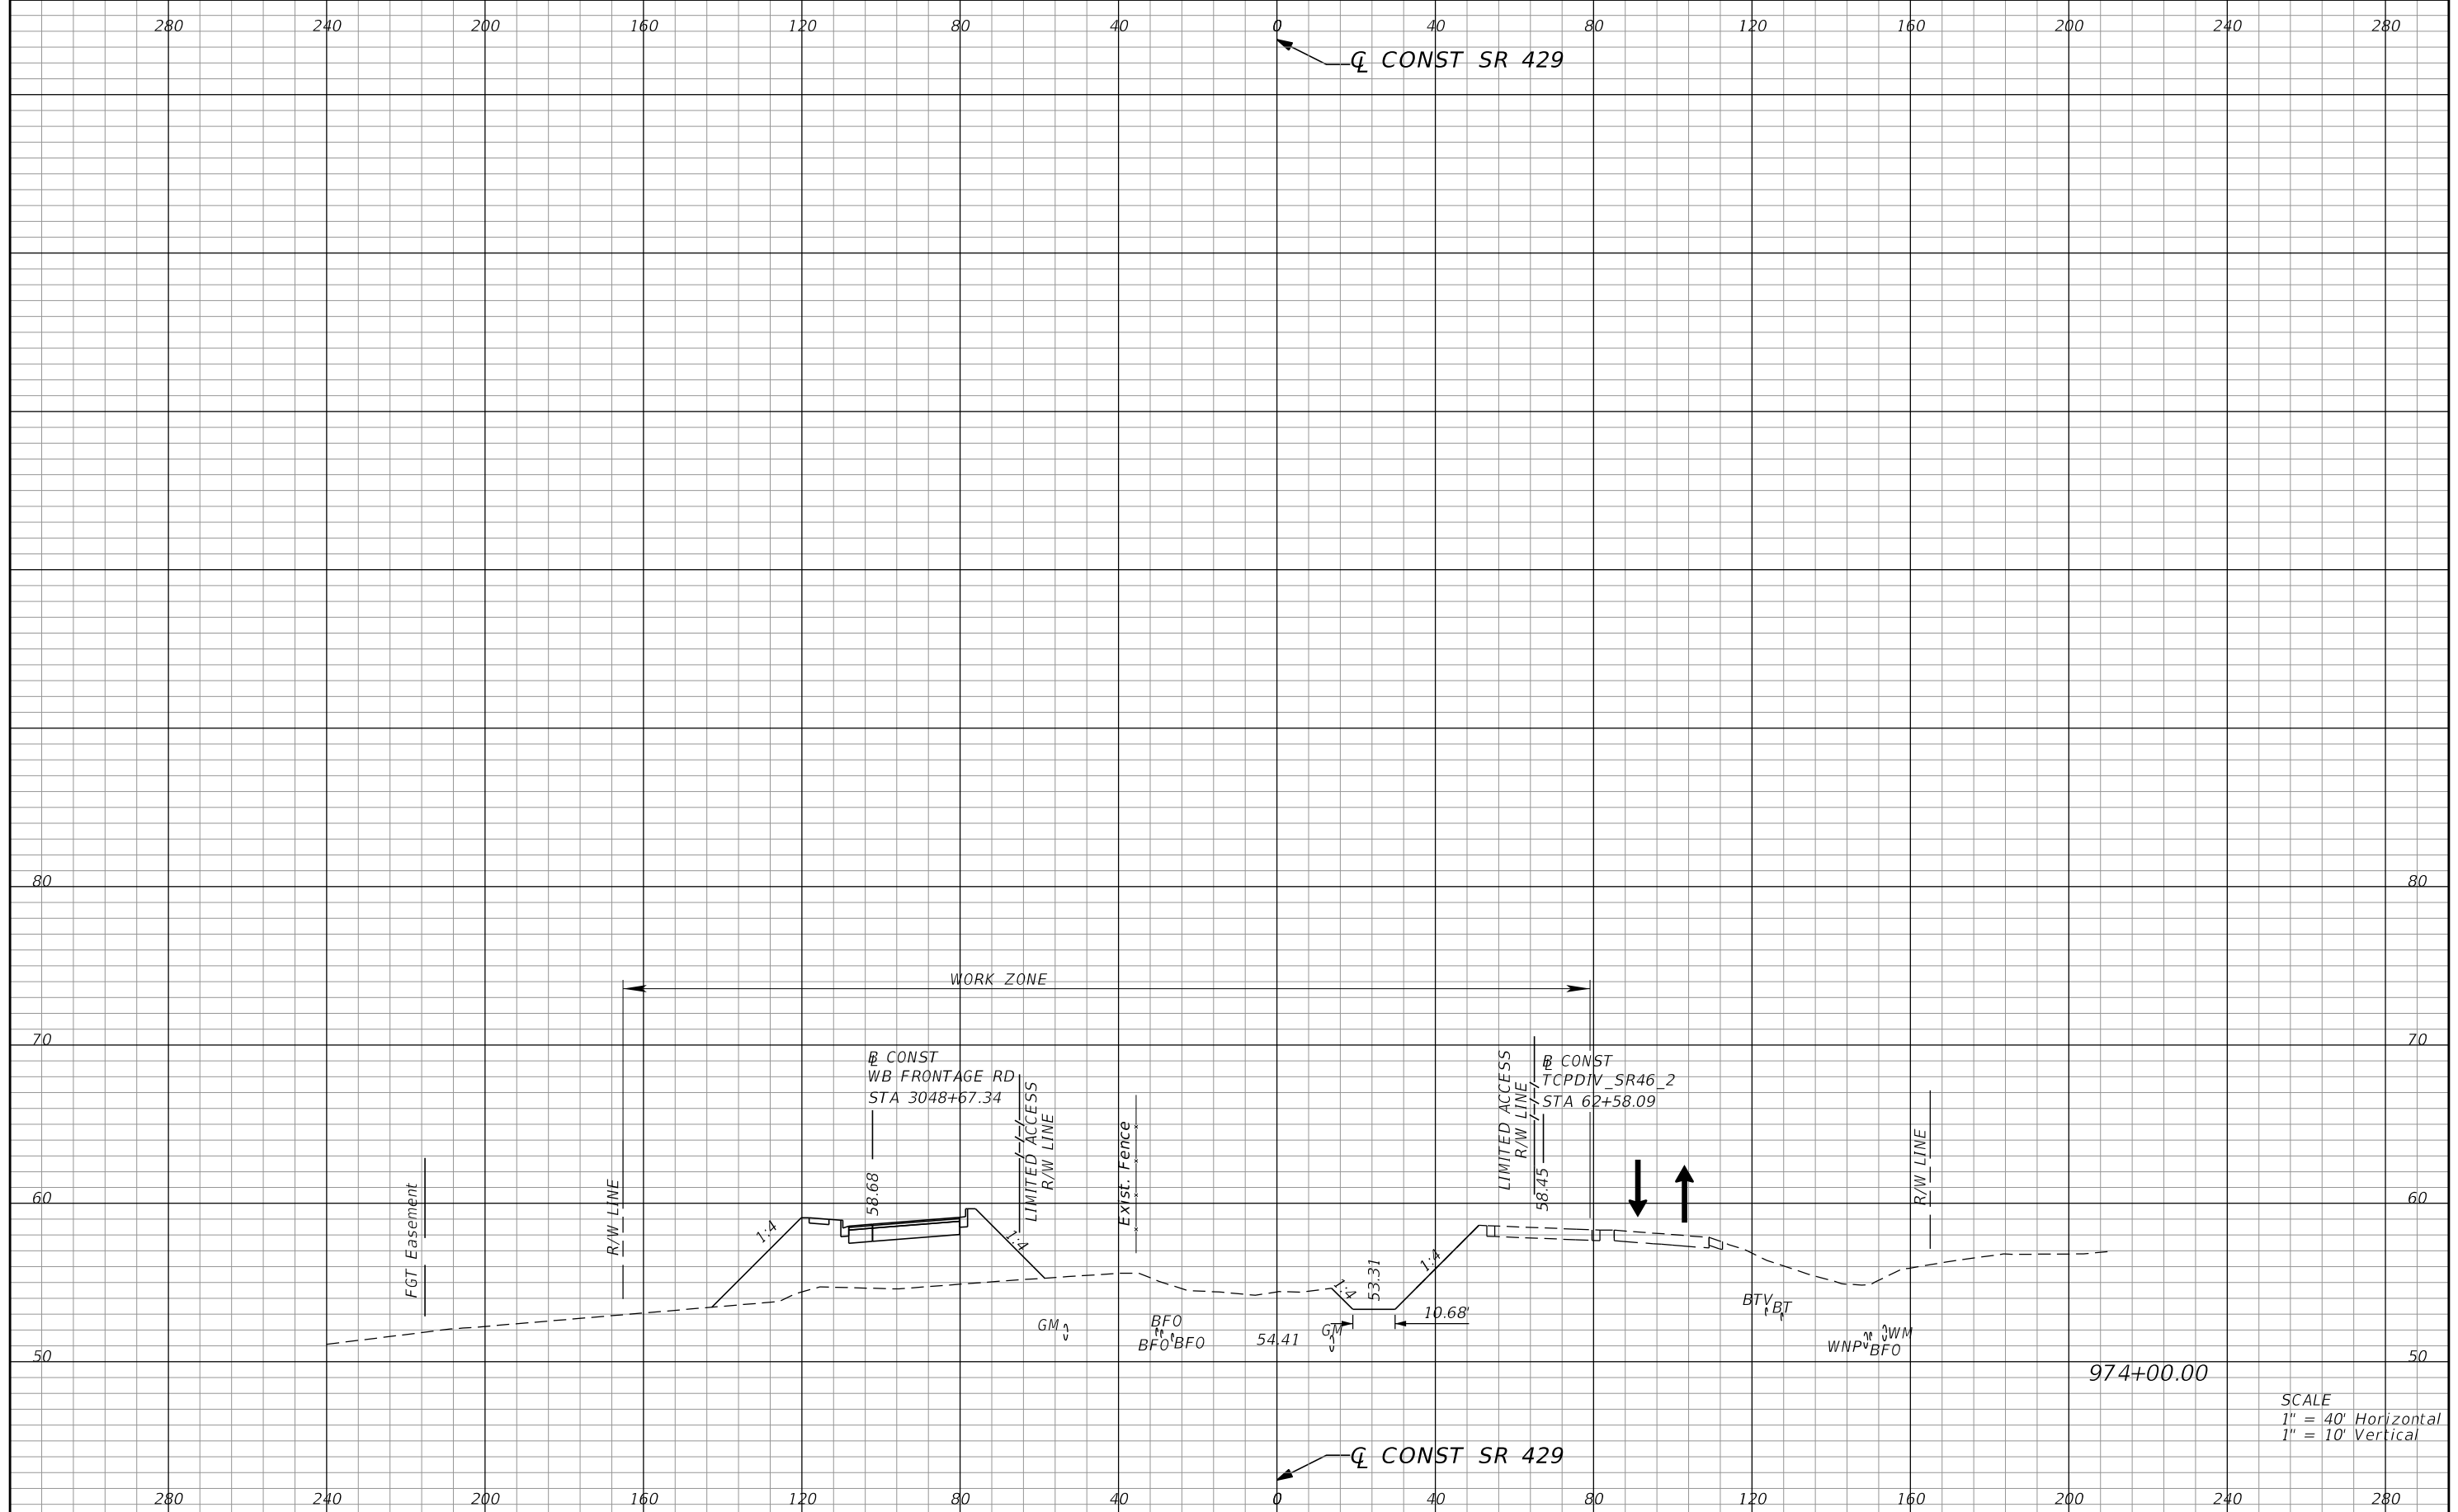 280 240 200 160 120 80 40 0 40 80 120 160 200 240 280
℄ CONST SR 429
80 80
WORK ZONE
70 70
B̲L CONST
WB FRONTAGE RD
STA 3048+67.34
58.68
LIMITED ACCESS
R/W LINE
Exist. Fence
LIMITED ACCESS
R/W LINE
B̲L CONST
TCPDIV_SR46_2
STA 62+58.09
58.45
R/W LINE
FGT Easement
R/W LINE
60 60
1:4
1:4
1:4
53.31
1:4
10.68'
GM
BFO
BFO
BFO
54.41
GM
BTV
BT
WNP
BFO
WM
50 50
974+00.00
SCALE
1" = 40' Horizontal
1" = 10' Vertical
℄ CONST SR 429
280 240 200 160 120 80 40 0 40 80 120 160 200 240 280